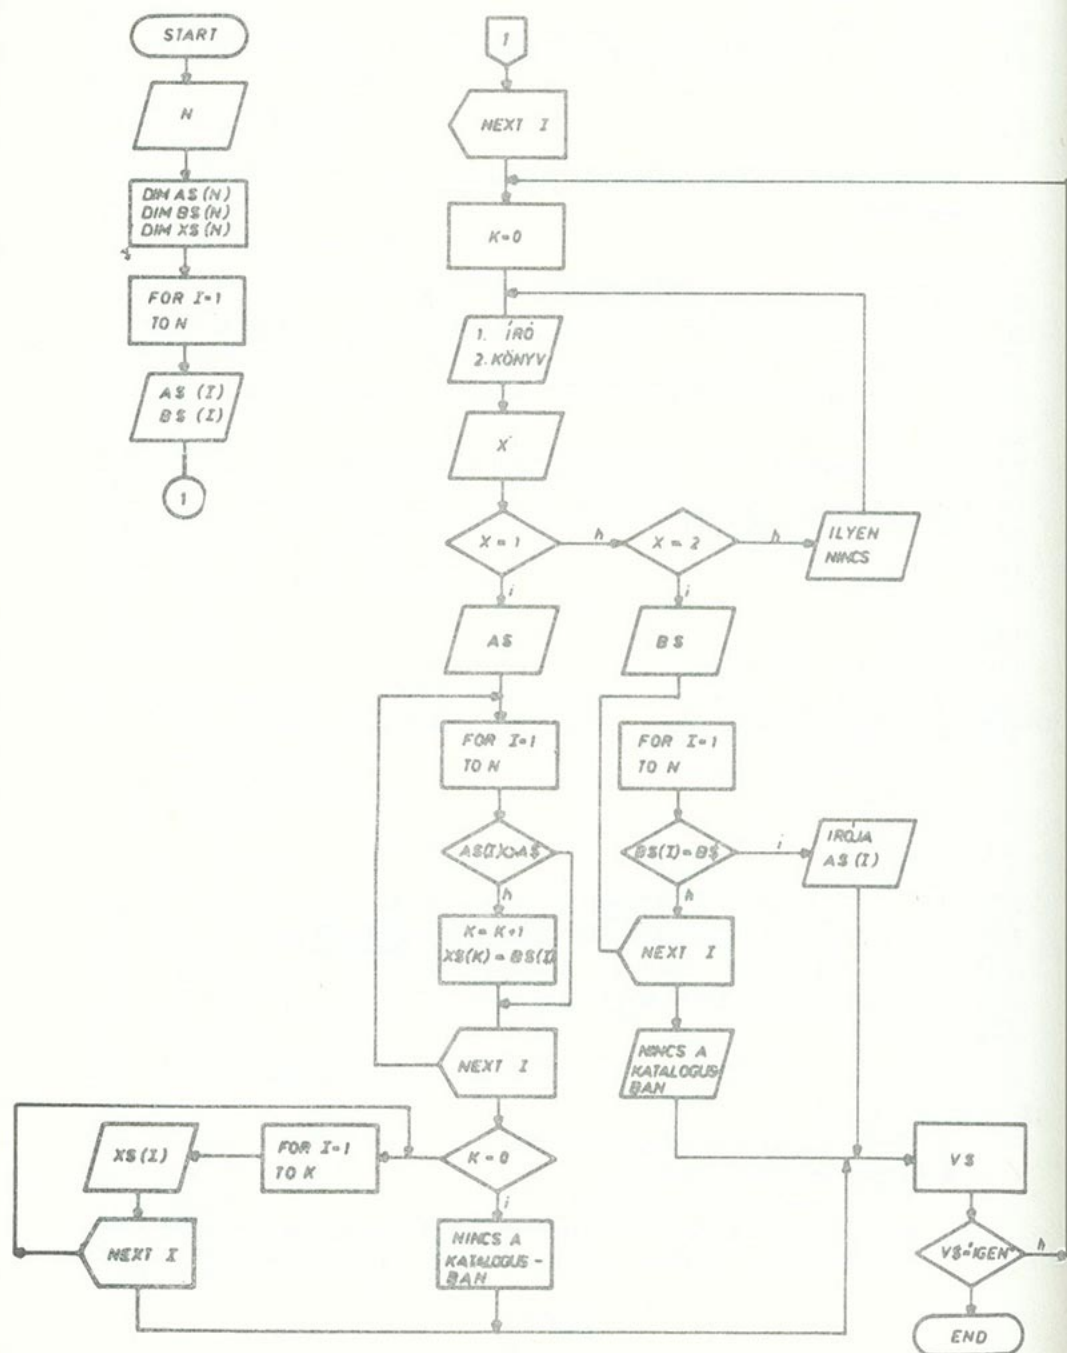 START
N
DIM A$(N)
DIM B$(N)
DIM X$(N)
FOR I=1
TO N
A$ (I)
B$ (I)
1
1
NEXT I
K=0
1. ÍRÓ
2. KÖNYV
X
X = 1
h
X = 2
h
ILYEN
NINCS
i
i
A$
B$
FOR I=1
TO N
FOR I=1
TO N
A$(I)<>A$
B$(I)=B$
i
IROJA
A$ (I)
h
h
K= K+1
X$(K)=B$(I)
NEXT I
NEXT I
NINCS A
KATALOGUS-
BAN
X$(I)
FOR I=1
TO K
K=0
V$
i
NEXT I
NINCS A
KATALOGUS-
BAN
V$="IGEN"
h
END